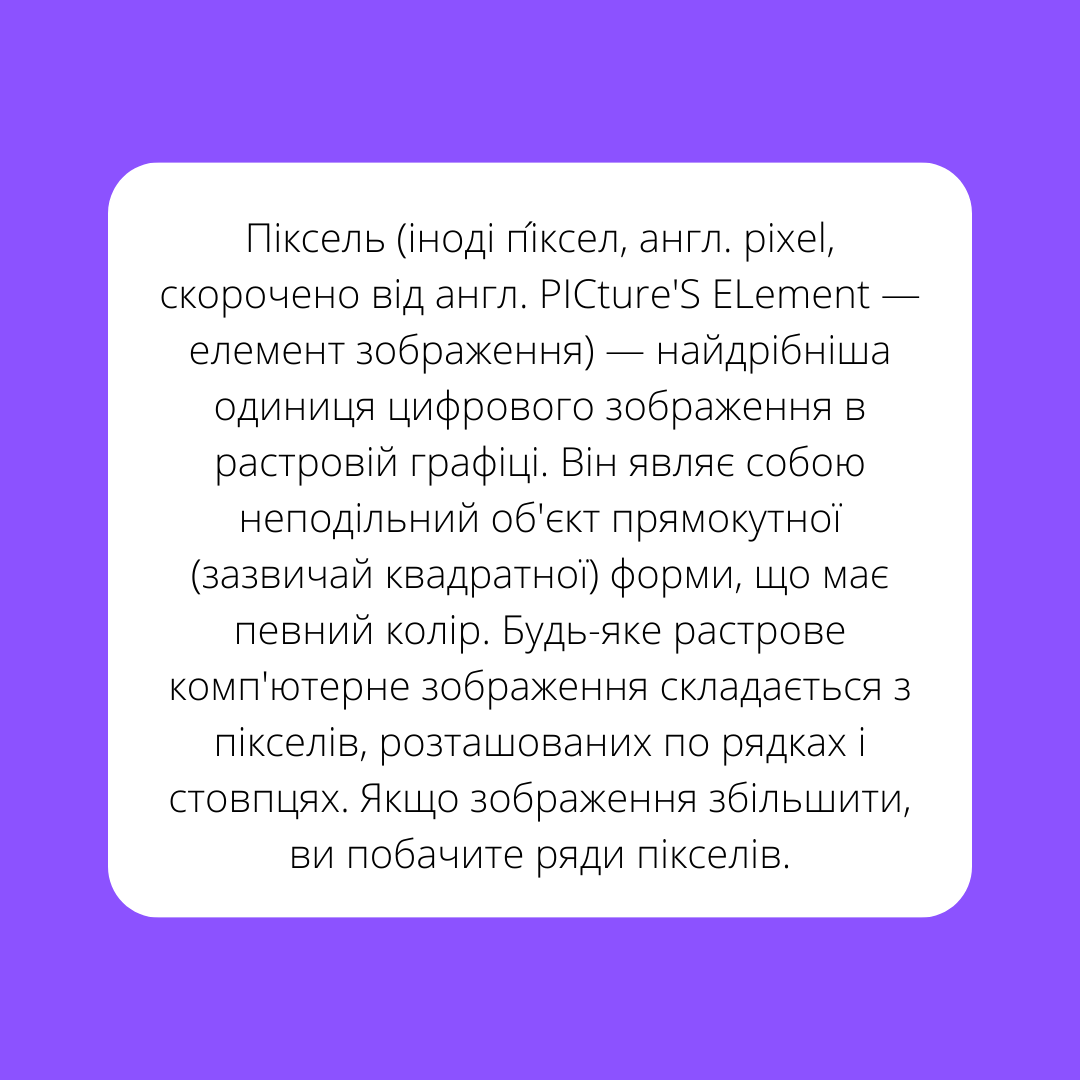 Піксель (іноді пі́ксел, англ. pixel,
скорочено від англ. PICture'S ELement —
елемент зображення) — найдрібніша
одиниця цифрового зображення в
растровій графіці. Він являє собою
неподільний об'єкт прямокутної
(зазвичай квадратної) форми, що має
певний колір. Будь-яке растрове
комп'ютерне зображення складається з
пікселів, розташованих по рядках і
стовпцях. Якщо зображення збільшити,
ви побачите ряди пікселів.